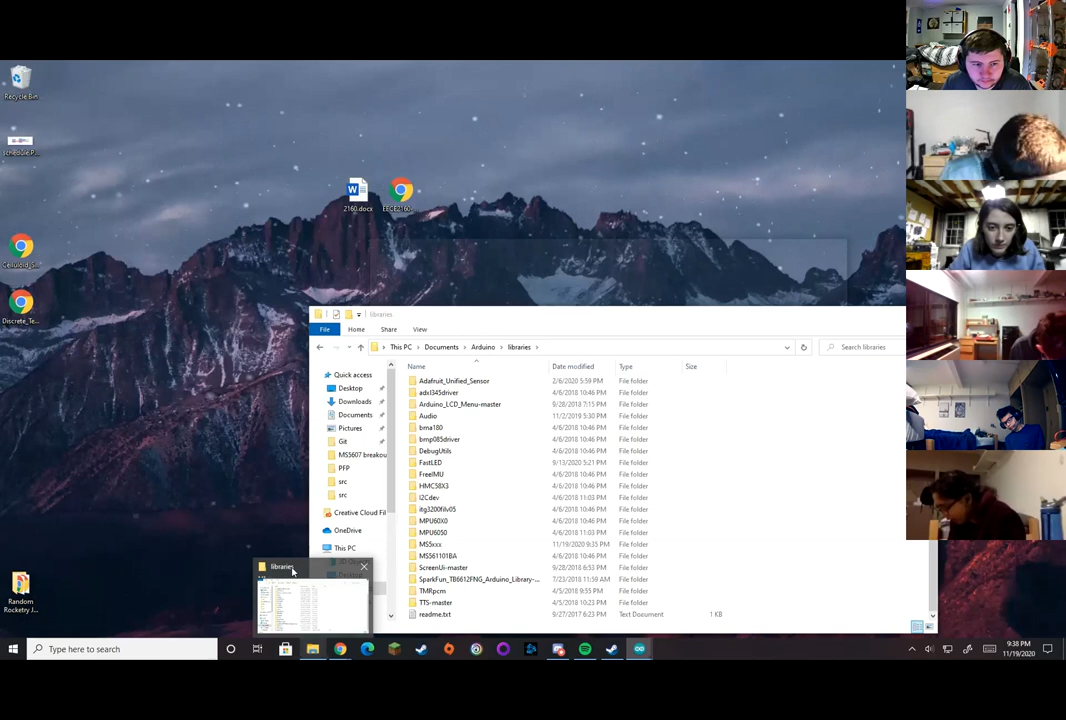 Recycle Bin
2160.docx
libraries
File
Home
Share
View
This PC
Documents
Arduino
libraries
Search libraries
Name
Date modified
Type
Size
Quick access
Desktop
Downloads
Documents
Pictures
Git
MS5607 breakou
PFP
src
src
Creative Cloud Fil
OneDrive
This PC
Adafruit_Unified_Sensor 2/6/2020 5:59 PM File folder
adxl345driver 4/6/2018 10:46 PM File folder
Arduino_LCD_Menu-master 9/28/2018 7:15 PM File folder
Audio 11/2/2019 5:30 PM File folder
bma180 4/6/2018 10:46 PM File folder
bmp085driver 4/6/2018 10:46 PM File folder
DebugUtils 4/6/2018 10:46 PM File folder
FastLED 9/13/2020 5:21 PM File folder
FreeIMU 4/6/2018 10:46 PM File folder
HMC58X3 4/6/2018 10:46 PM File folder
I2Cdev 4/6/2018 11:03 PM File folder
itg3200filv05 4/6/2018 10:46 PM File folder
MPU60X0 4/6/2018 10:46 PM File folder
MPU6050 4/6/2018 11:03 PM File folder
MS5xxx 11/19/2020 9:35 PM File folder
MS561101BA 4/6/2018 10:46 PM File folder
ScreenUi-master 9/28/2018 6:53 PM File folder
SparkFun_TB6612FNG_Arduino_Library-... 7/23/2018 11:59 AM File folder
TMRpcm 4/5/2018 9:55 PM File folder
TTS-master 4/5/2018 10:23 PM File folder
readme.txt 9/27/2017 6:23 PM Text Document 1 KB
libraries
Discrete_Te...
Random
Rocketry J...
Type here to search
9:38 PM
11/19/2020